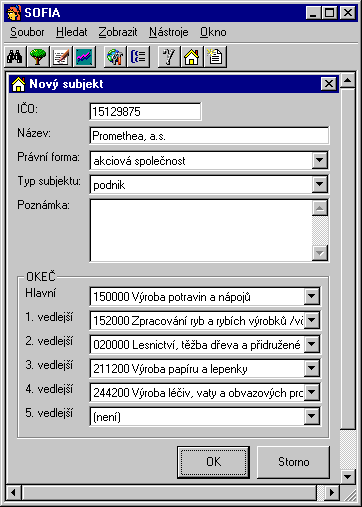 SOFIA
Soubor Hledat Zobrazit Nástroje Okno
Nový subjekt
IČO: 15129875
Název: Promethea, a.s.
Právní forma: akciová společnost
Typ subjektu: podnik
Poznámka:
OKEČ
Hlavní 150000 Výroba potravin a nápojů
1. vedlejší 152000 Zpracování ryb a rybích výrobků /vč
2. vedlejší 020000 Lesnictví, těžba dřeva a přidružené
3. vedlejší 211200 Výroba papíru a lepenky
4. vedlejší 244200 Výroba léčiv, vaty a obvazových pro
5. vedlejší (není)
OK Storno